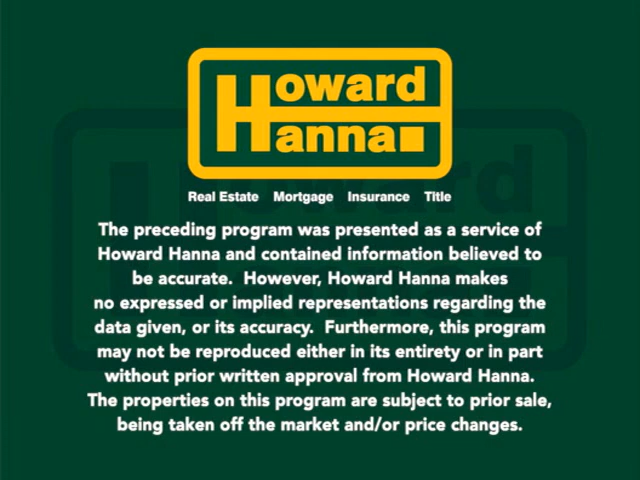 Howard
Hanna
Real Estate Mortgage Insurance Title
The preceding program was presented as a service of
Howard Hanna and contained information believed to
be accurate. However, Howard Hanna makes
no expressed or implied representations regarding the
data given, or its accuracy. Furthermore, this program
may not be reproduced either in its entirety or in part
without prior written approval from Howard Hanna.
The properties on this program are subject to prior sale,
being taken off the market and/or price changes.